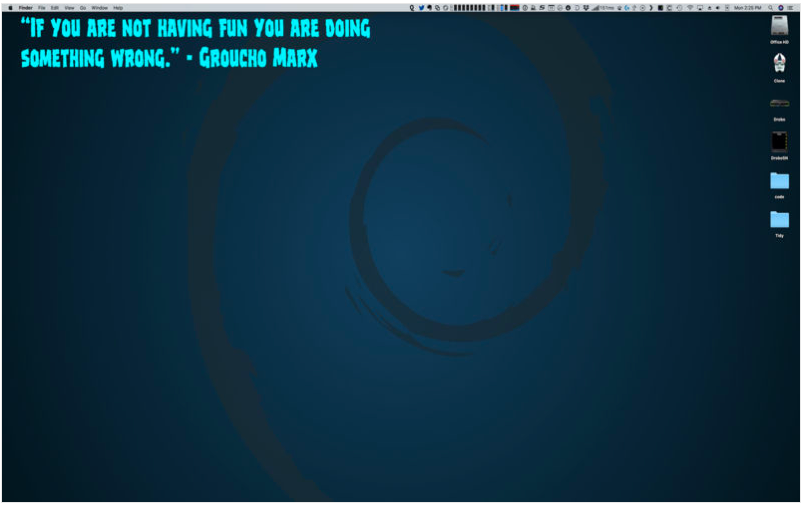 Finder File Edit View Go Window Help
Mon 2:25 PM
“IF YOU ARE NOT HAVING FUN YOU ARE DOING
SOMETHING WRONG.” - GROUCHO MARX
Office HD
Clone
Drobo
Drobo5N
code
Tidy